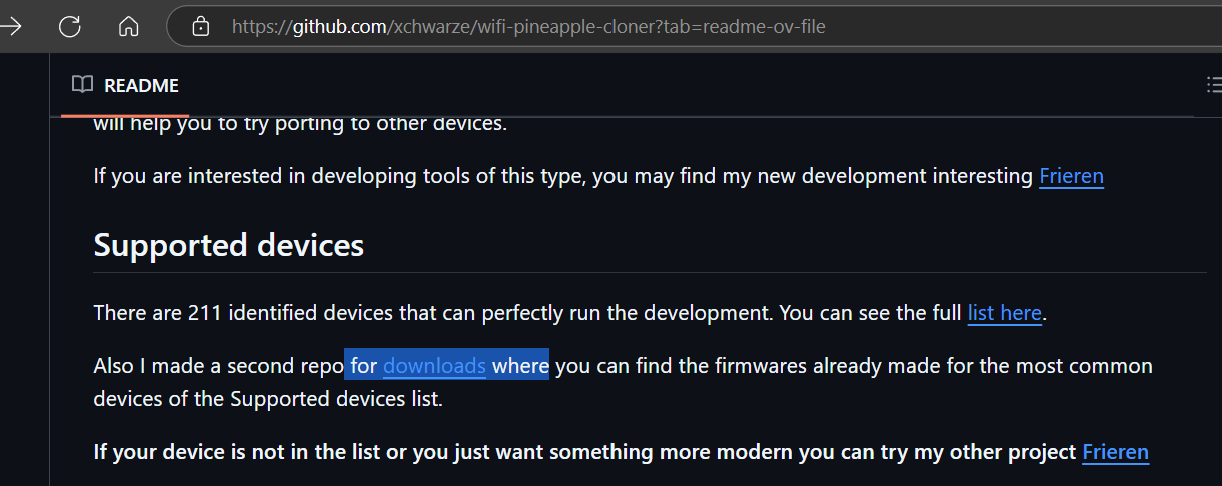 https://github.com/xchwarze/wifi-pineapple-cloner?tab=readme-ov-file
README
will help you to try porting to other devices.
If you are interested in developing tools of this type, you may find my new development interesting Frieren
Supported devices
There are 211 identified devices that can perfectly run the development. You can see the full list here.
Also I made a second repo for downloads where you can find the firmwares already made for the most common
devices of the Supported devices list.
If your device is not in the list or you just want something more modern you can try my other project Frieren